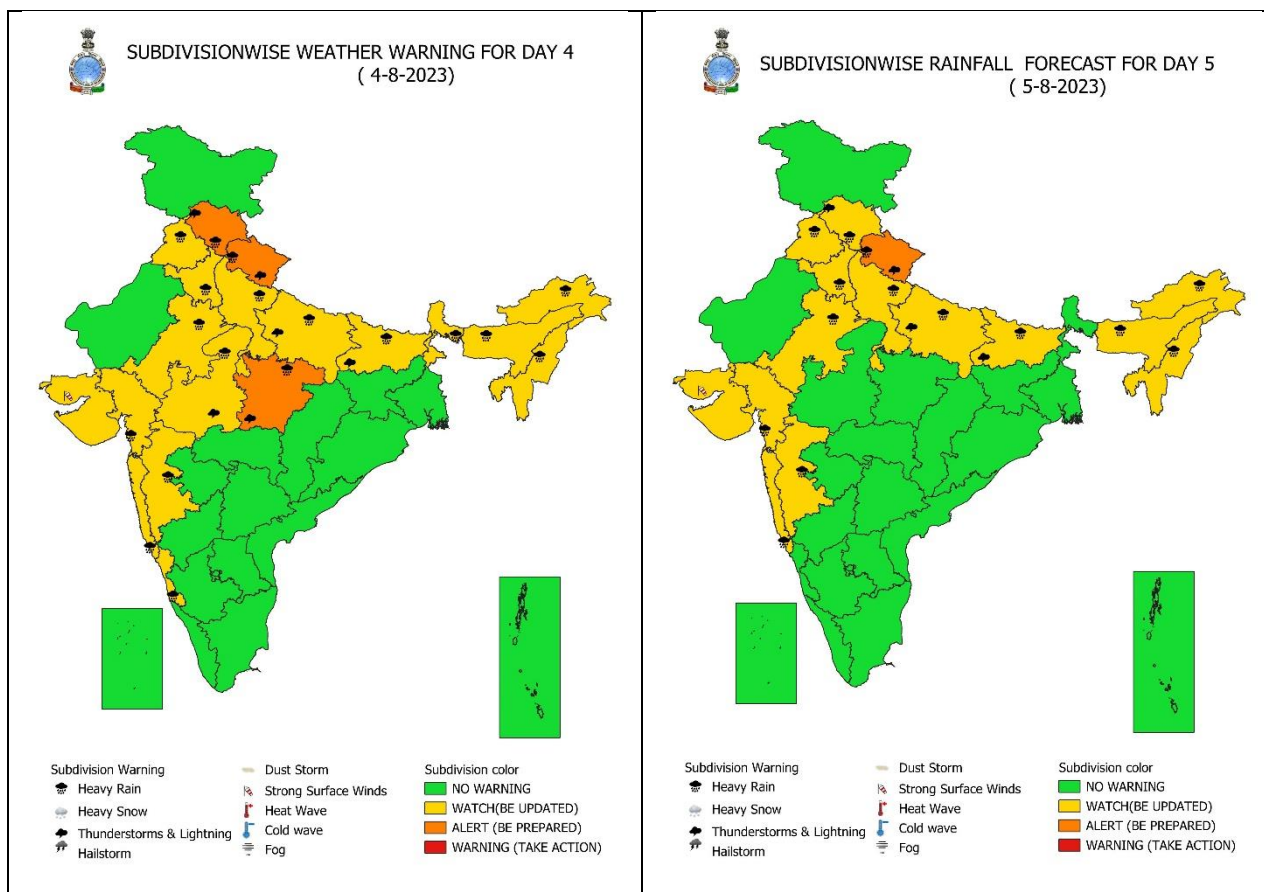 SUBDIVISIONWISE WEATHER WARNING FOR DAY 4
( 4-8-2023)
Subdivision Warning
Heavy Rain
Heavy Snow
Thunderstorms & Lightning
Hailstorm
Dust Storm
Strong Surface Winds
Heat Wave
Cold wave
Fog
Subdivision color
NO WARNING
WATCH(BE UPDATED)
ALERT (BE PREPARED)
WARNING (TAKE ACTION)
SUBDIVISIONWISE RAINFALL FORECAST FOR DAY 5
( 5-8-2023)
Subdivision Warning
Heavy Rain
Heavy Snow
Thunderstorms & Lightning
Hailstorm
Dust Storm
Strong Surface Winds
Heat Wave
Cold wave
Fog
Subdivision color
NO WARNING
WATCH(BE UPDATED)
ALERT (BE PREPARED)
WARNING (TAKE ACTION)